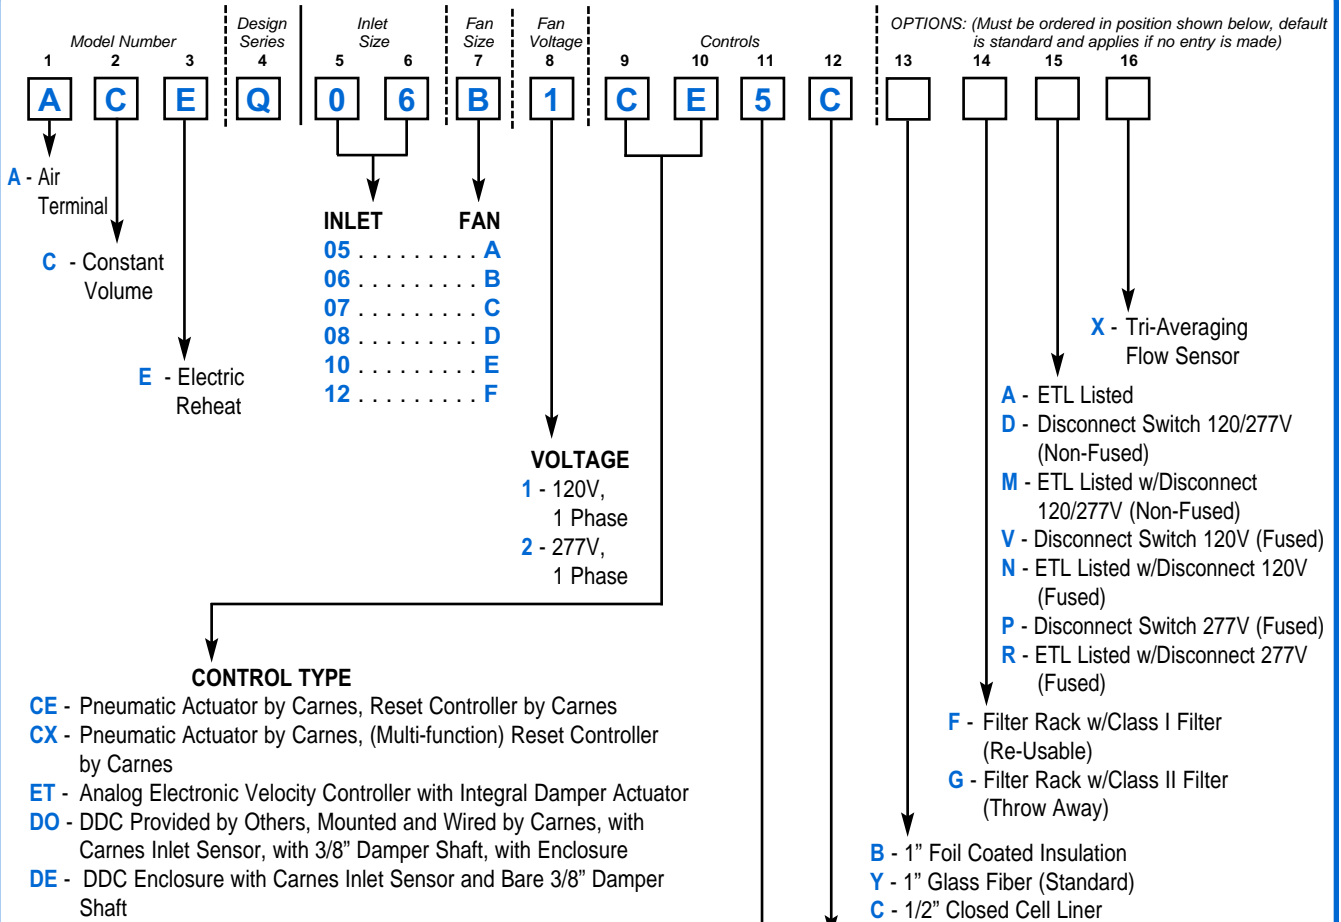 Model Number
Design Series
Inlet Size
Fan Size
Fan Voltage
Controls
OPTIONS: (Must be ordered in position shown below, default
is standard and applies if no entry is made)
1 2 3 4 5 6 7 8 9 10 11 12 13 14 15 16
A C E Q 0 6 B 1 C E 5 C
A - Air
Terminal
C - Constant
Volume
E - Electric
Reheat
INLET FAN
05 . . . . . . . . . A
06 . . . . . . . . . B
07 . . . . . . . . . C
08 . . . . . . . . . D
10 . . . . . . . . . E
12 . . . . . . . . . F
VOLTAGE
1 - 120V,
1 Phase
2 - 277V,
1 Phase
CONTROL TYPE
CE - Pneumatic Actuator by Carnes, Reset Controller by Carnes
CX - Pneumatic Actuator by Carnes, (Multi-function) Reset Controller
by Carnes
ET - Analog Electronic Velocity Controller with Integral Damper Actuator
DO - DDC Provided by Others, Mounted and Wired by Carnes, with
Carnes Inlet Sensor, with 3/8” Damper Shaft, with Enclosure
DE - DDC Enclosure with Carnes Inlet Sensor and Bare 3/8” Damper
Shaft
X - Tri-Averaging
Flow Sensor
A - ETL Listed
D - Disconnect Switch 120/277V
(Non-Fused)
M - ETL Listed w/Disconnect
120/277V (Non-Fused)
V - Disconnect Switch 120V (Fused)
N - ETL Listed w/Disconnect 120V
(Fused)
P - Disconnect Switch 277V (Fused)
R - ETL Listed w/Disconnect 277V
(Fused)
F - Filter Rack w/Class I Filter
(Re-Usable)
G - Filter Rack w/Class II Filter
(Throw Away)
B - 1” Foil Coated Insulation
Y - 1” Glass Fiber (Standard)
C - 1/2” Closed Cell Liner